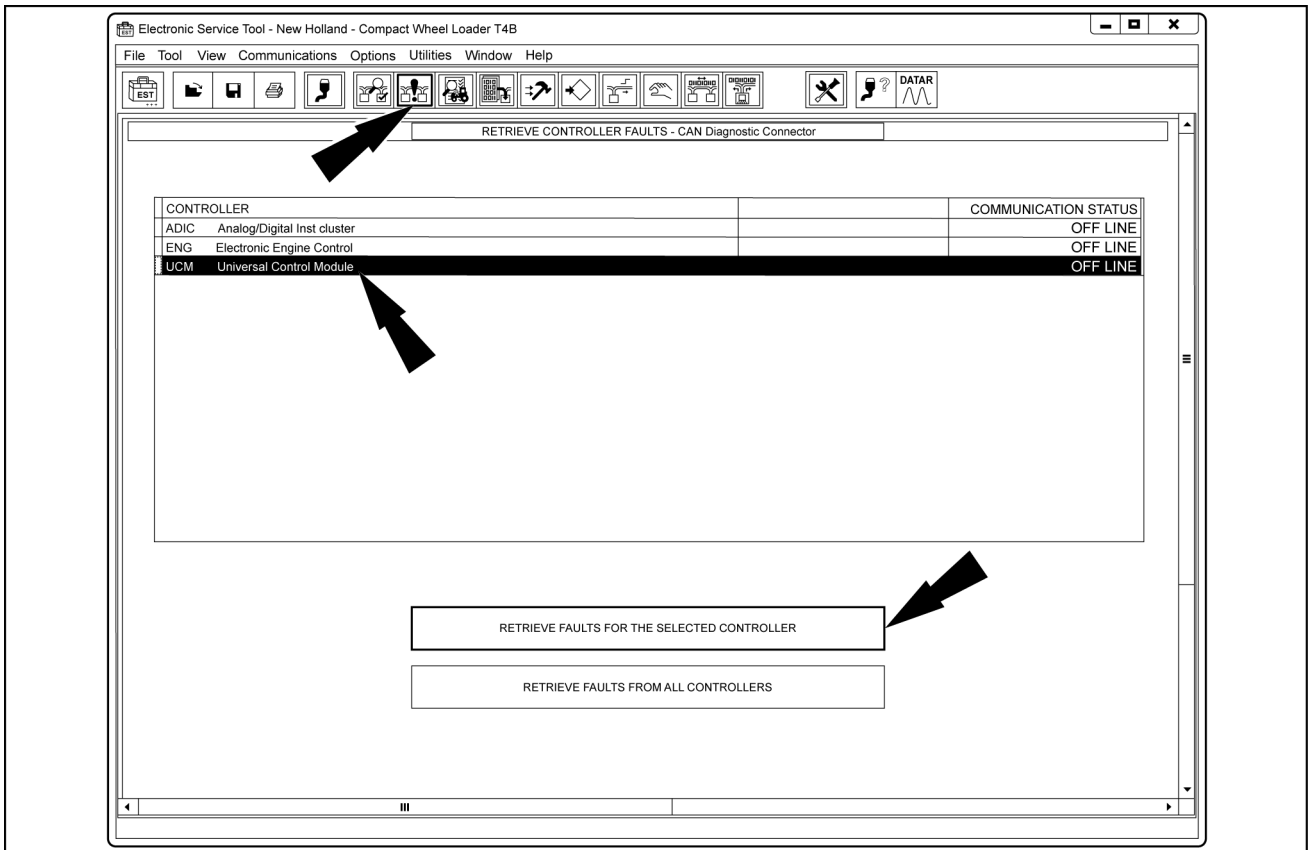 Electronic Service Tool - New Holland - Compact Wheel Loader T4B
File Tool View Communications Options Utilities Window Help
EST DATAR
RETRIEVE CONTROLLER FAULTS - CAN Diagnostic Connector
CONTROLLER COMMUNICATION STATUS
ADIC Analog/Digital Inst cluster OFF LINE
ENG Electronic Engine Control OFF LINE
UCM Universal Control Module OFF LINE
RETRIEVE FAULTS FOR THE SELECTED CONTROLLER
RETRIEVE FAULTS FROM ALL CONTROLLERS